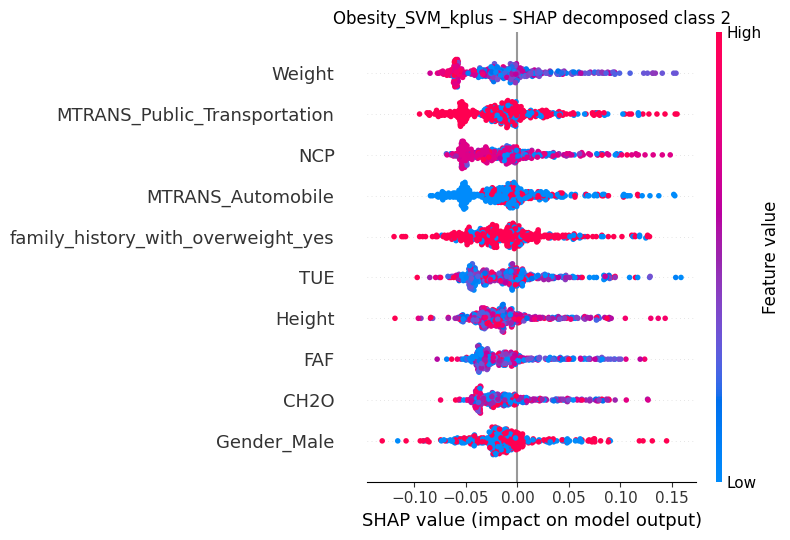 Obesity_SVM_kplus – SHAP decomposed class 2
High
Weight
MTRANS_Public_Transportation
NCP
MTRANS_Automobile
family_history_with_overweight_yes
TUE
Height
FAF
CH2O
Gender_Male
Feature value
Low
−0.10 −0.05 0.00 0.05 0.10 0.15
SHAP value (impact on model output)